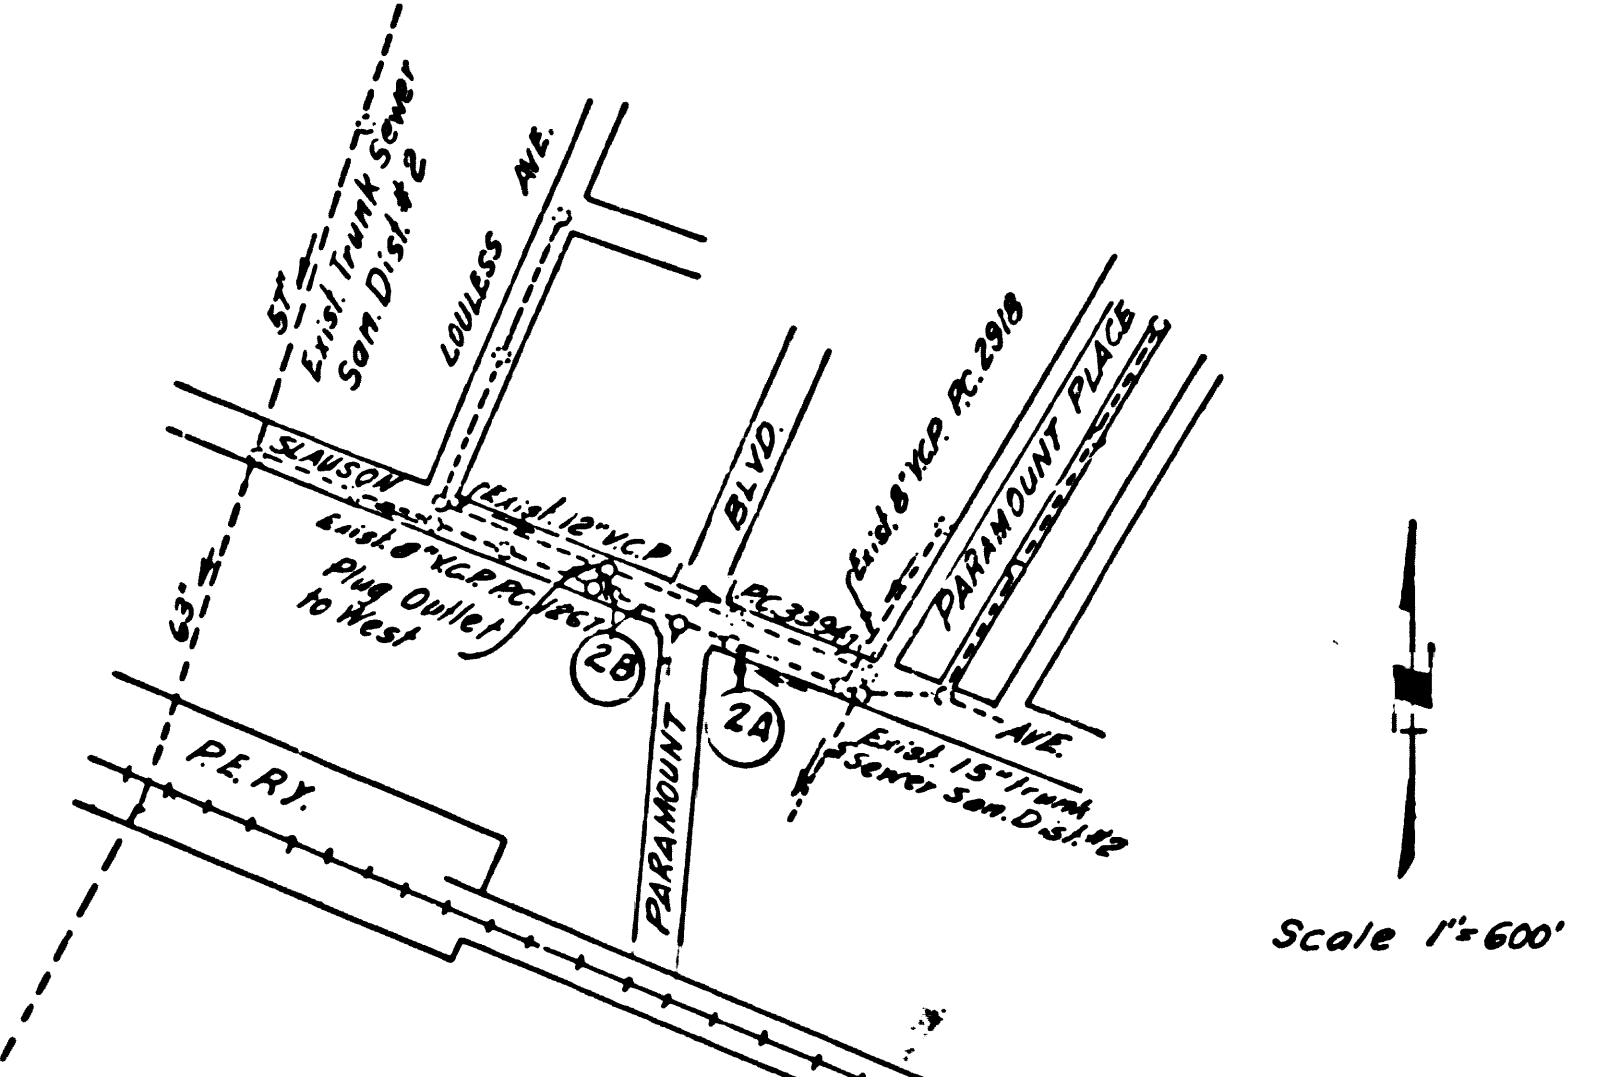 57"
Exist. Trunk Sewer
San. Dist. # 2
LOULESS AVE.
SLAUSON
Exist. 12" V.C.P.
Exist. 8" V.C.P. P.C. 1867
Plug Outlet
to West
63"
BLVD.
P.C. 3394
Exist. 8" V.C.P. P.C. 2918
PARAMOUNT PLACE
2B
2A
PARAMOUNT
AVE.
Exist. 15" trunk
Sewer San. Dist. #2
P.E. RY.
Scale 1"=600'